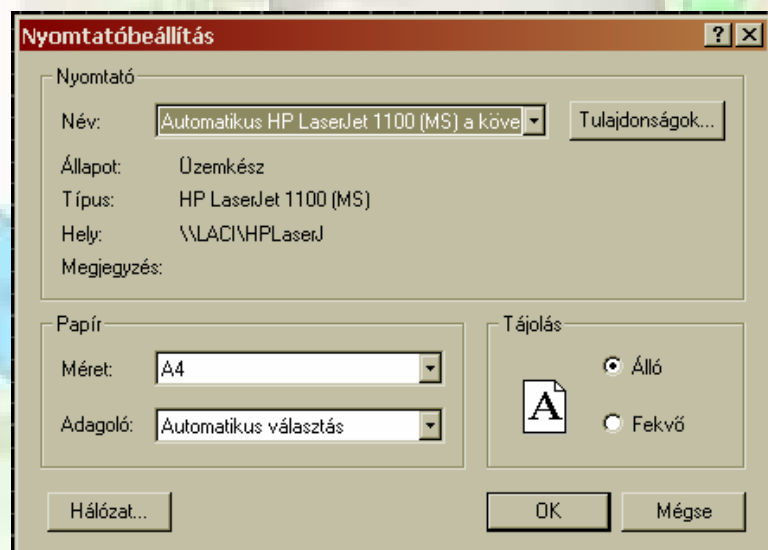 Nyomtatóbeállítás
Nyomtató
Név: Automatikus HP LaserJet 1100 (MS) a köve Tulajdonságok...
Állapot: Üzemkész
Típus: HP LaserJet 1100 (MS)
Hely: \\LACI\HPLaserJ
Megjegyzés:
Papír
Méret: A4
Adagoló: Automatikus választás
Tájolás
A
Álló
Fekvő
Hálózat... OK Mégse